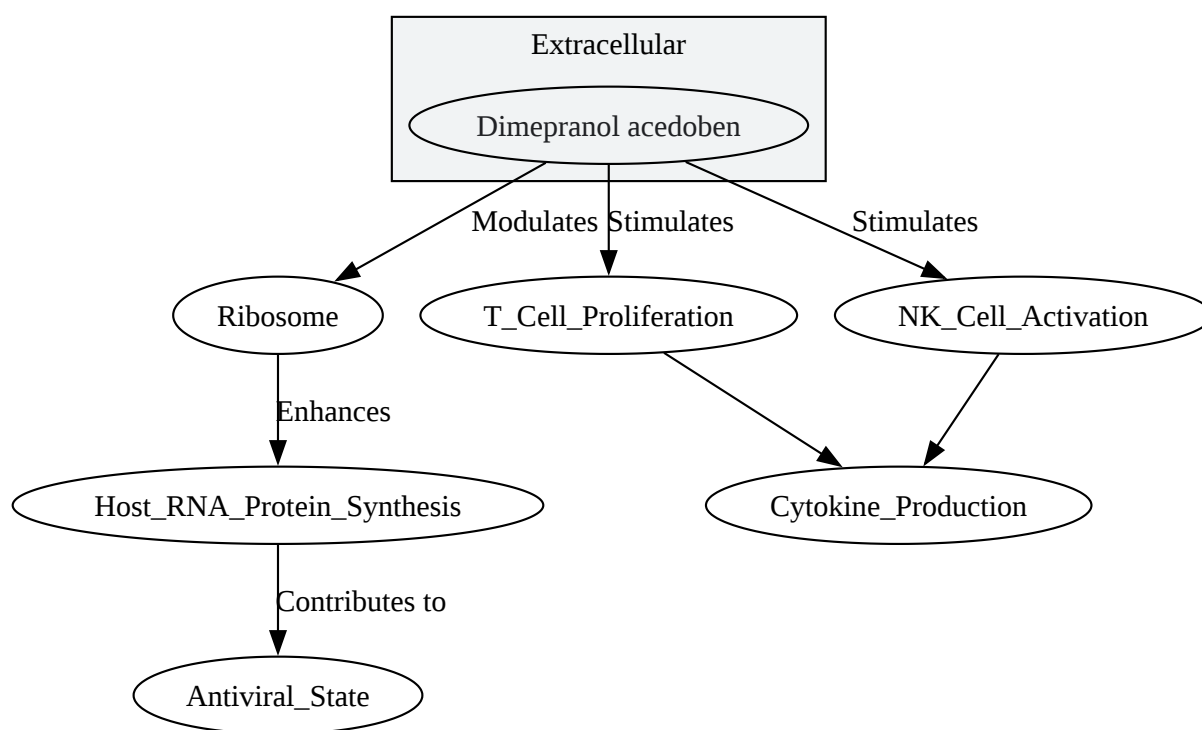 Extracellular
Dimepranol acedoben
Modulates
Stimulates
Stimulates
Ribosome
T_Cell_Proliferation
NK_Cell_Activation
Enhances
Host_RNA_Protein_Synthesis
Cytokine_Production
Contributes to
Antiviral_State